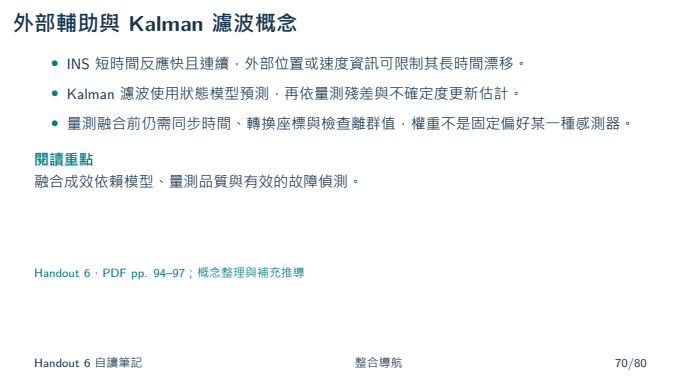 外部輔助與 Kalman 濾波概念
• INS 短時間反應快且連續，外部位置或速度資訊可限制其長時間漂移。
• Kalman 濾波使用狀態模型預測，再依量測殘差與不確定度更新估計。
• 量測融合前仍需同步時間、轉換座標與檢查離群值，權重不是固定偏好某一種感測器。
閱讀重點
融合成效依賴模型、量測品質與有效的故障偵測。
Handout 6 · PDF pp. 94–97；概念整理與補充推導
Handout 6 自讀筆記 整合導航 70/80